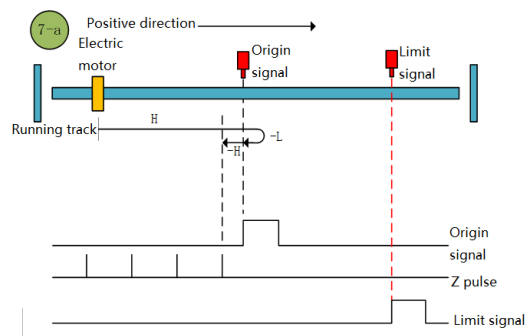 7-a
Positive direction
Electric
motor
Origin
signal
Limit
signal
Running track
H
-L
-H
Origin
signal
Z pulse
Limit signal